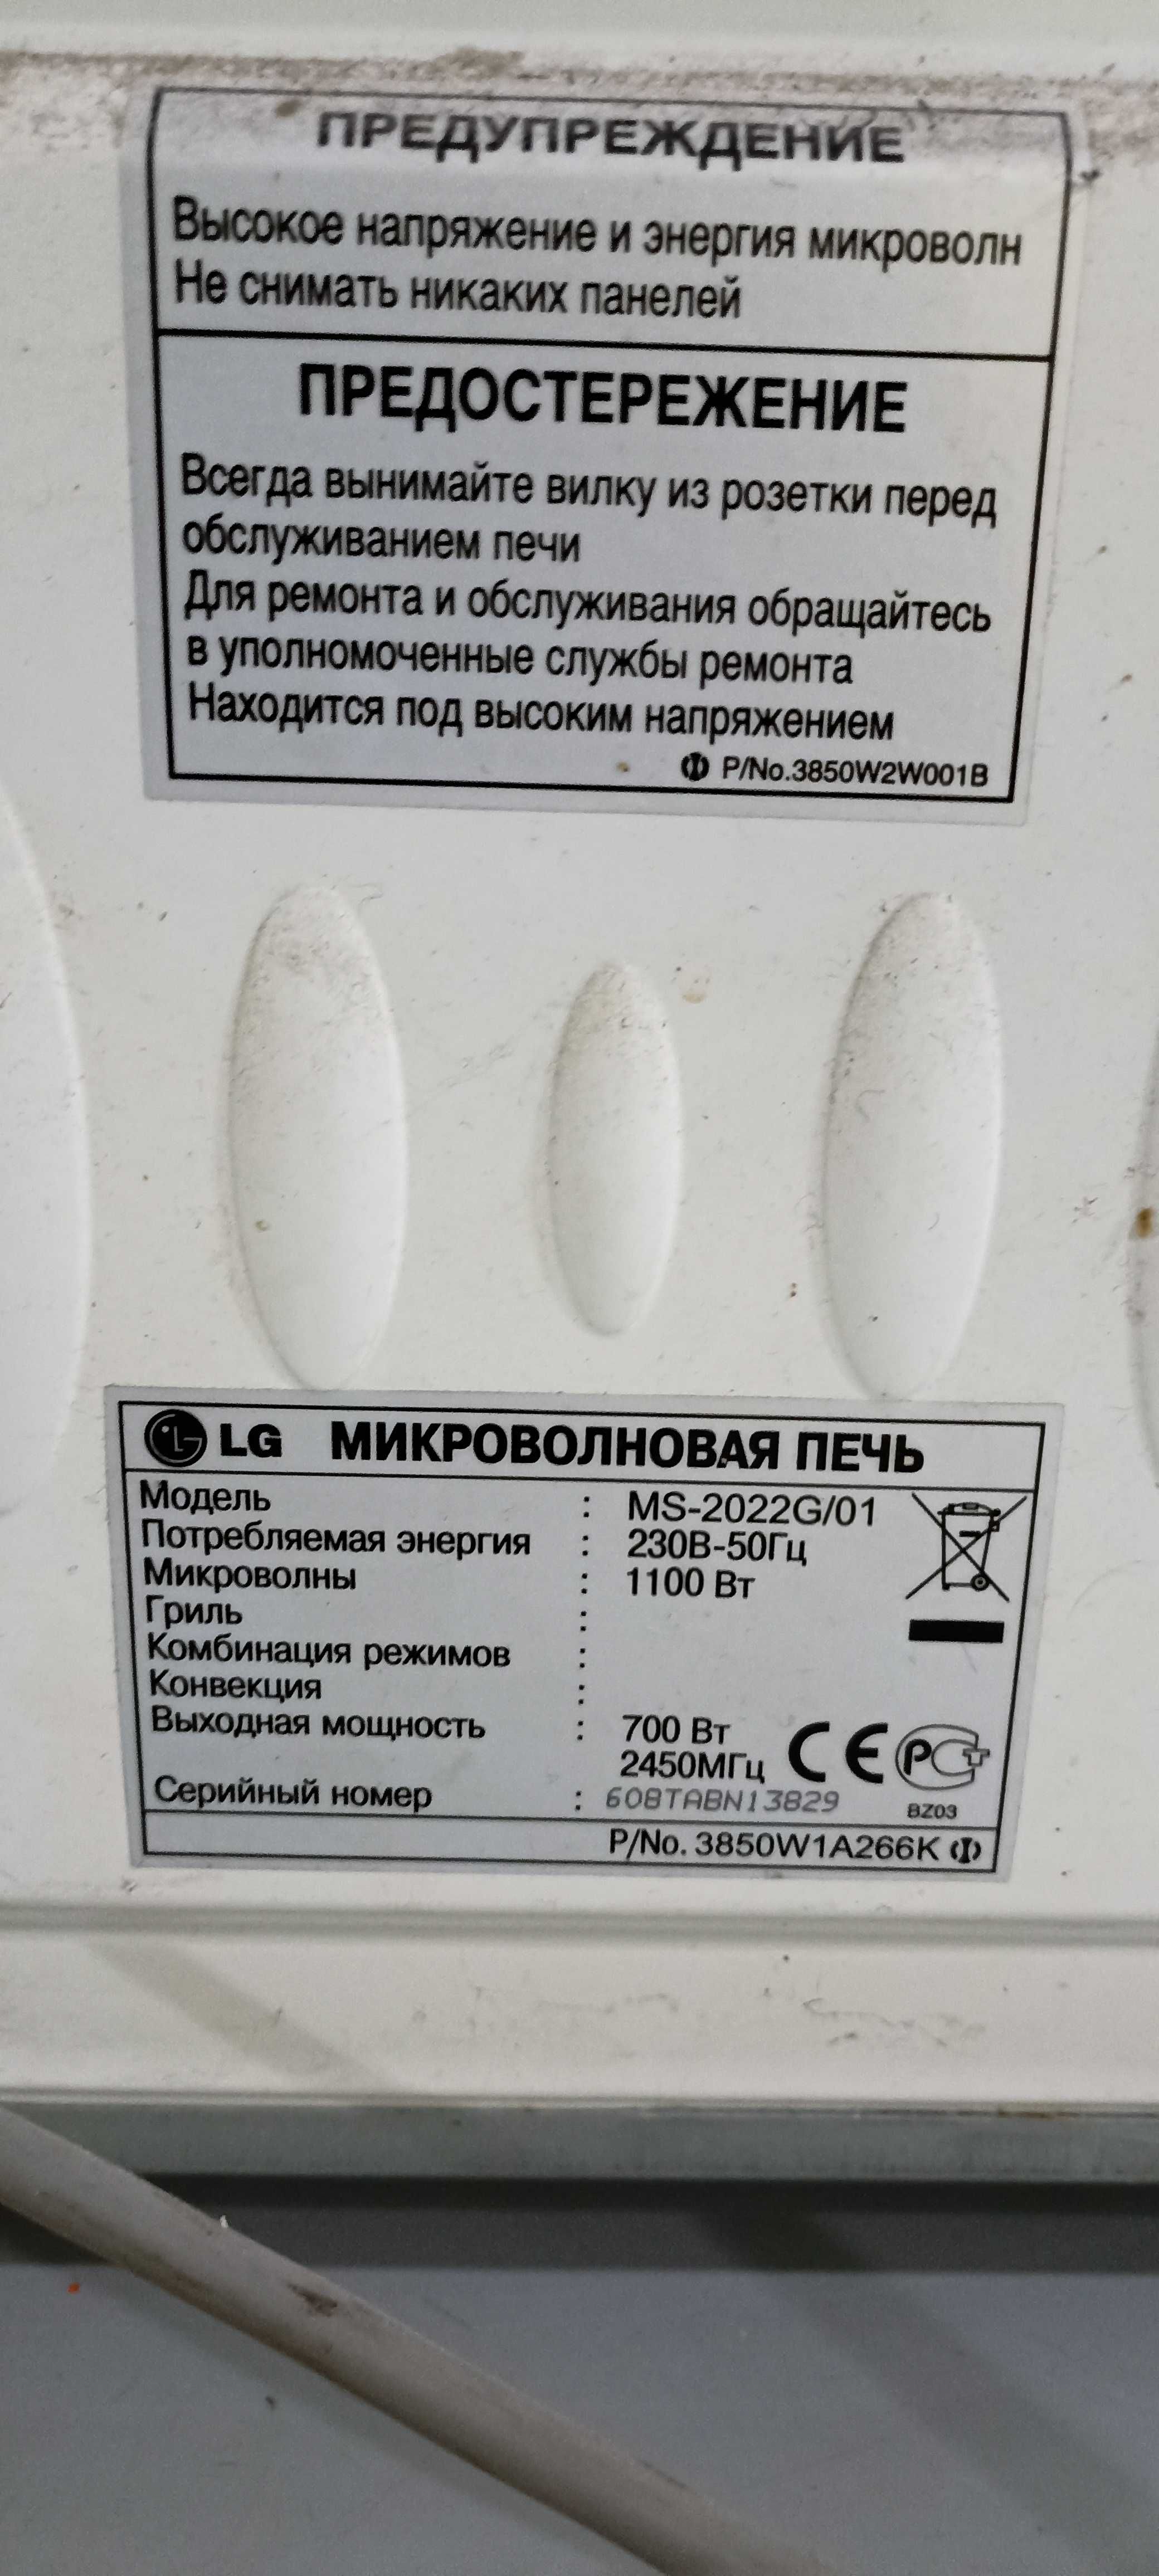 ПРЕДУПРЕЖДЕНИЕ
Высокое напряжение и энергия микроволн
Не снимать никаких панелей
ПРЕДОСТЕРЕЖЕНИЕ
Всегда вынимайте вилку из розетки перед
обслуживанием печи
Для ремонта и обслуживания обращайтесь
в уполномоченные службы ремонта
Находится под высоким напряжением
P/No.3850W2W001B
LG МИКРОВОЛНОВАЯ ПЕЧЬ
Модель : MS-2022G/01
Потребляемая энергия : 230В-50Гц
Микроволны : 1100 Вт
Гриль :
Комбинация режимов :
Конвекция :
Выходная мощность : 700 Вт
2450МГц CE РСТ
Серийный номер : 608TABN13829 BZ03
P/No. 3850W1A266K